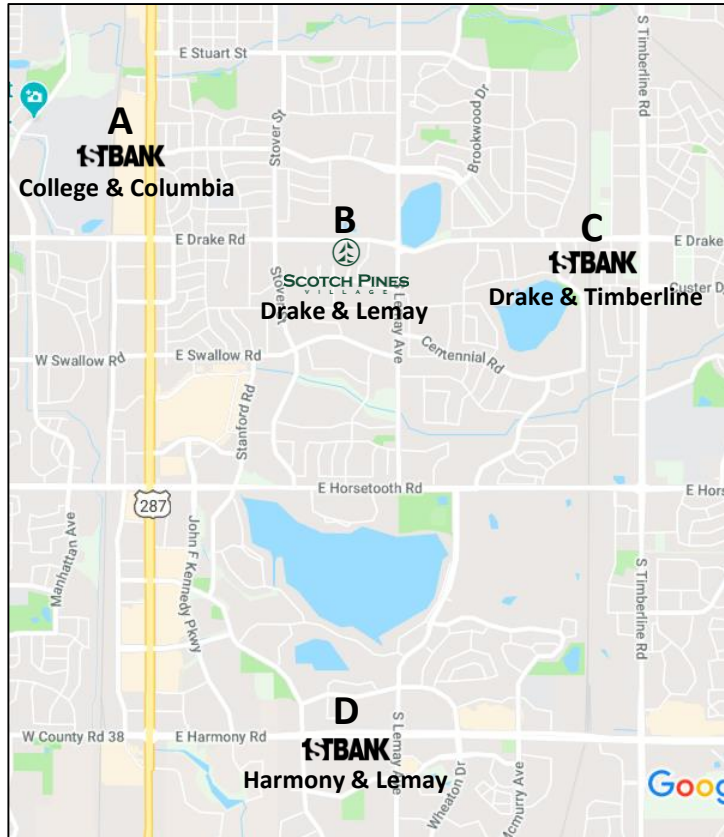 E Stuart St
S Timberline Rd
A
1STBANK
College & Columbia
Stover St
Brookwood Dr
B
E Drake Rd
SCOTCH PINES
VILLAGE
Drake & Lemay
C
E Drake
1STBANK
Drake & Timberline
Stover St
S Lemay Ave
W Swallow Rd
E Swallow Rd
Centennial Rd
Stanford Rd
E Horsetooth Rd
E Hors
287
Manhattan Ave
John F Kennedy Pkwy
S Timberline Rd
D
W County Rd 38
E Harmony Rd
1STBANK
Harmony & Lemay
S Lemay Ave
Wheaton Dr
McMurry Ave
Goog